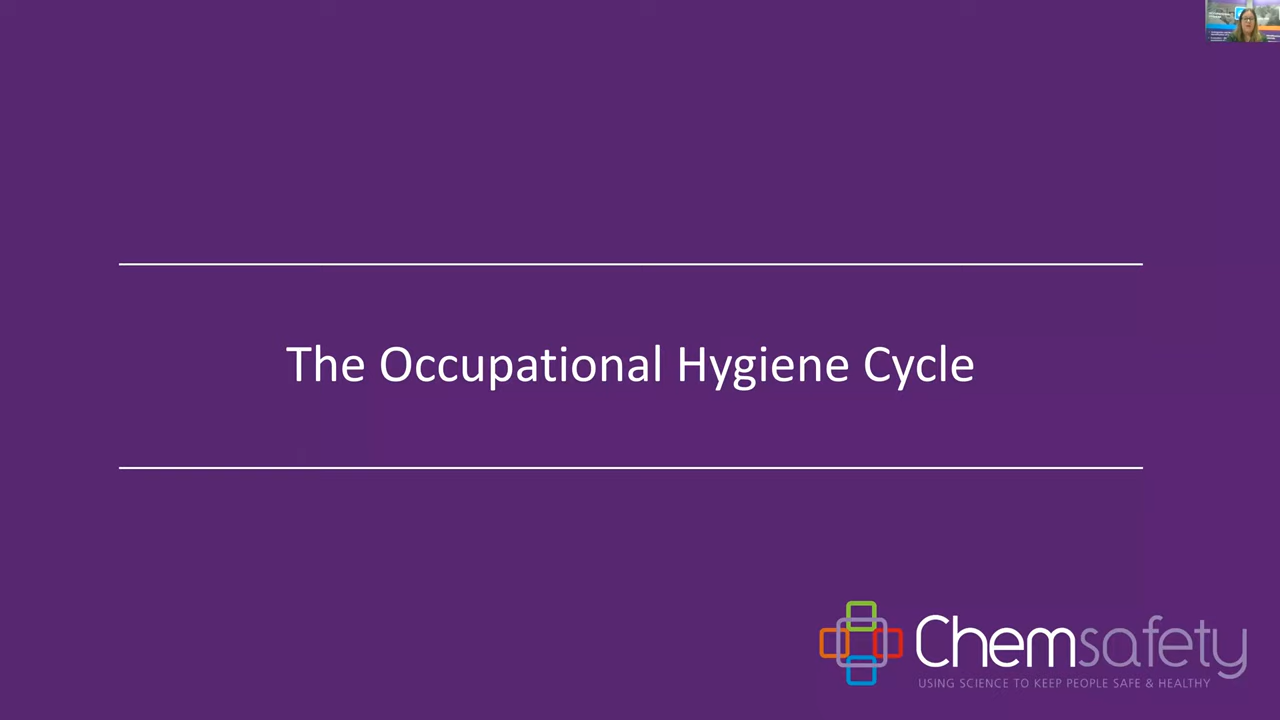 The Occupational Hygiene Cycle
Chemsafety
USING SCIENCE TO KEEP PEOPLE SAFE & HEALTHY